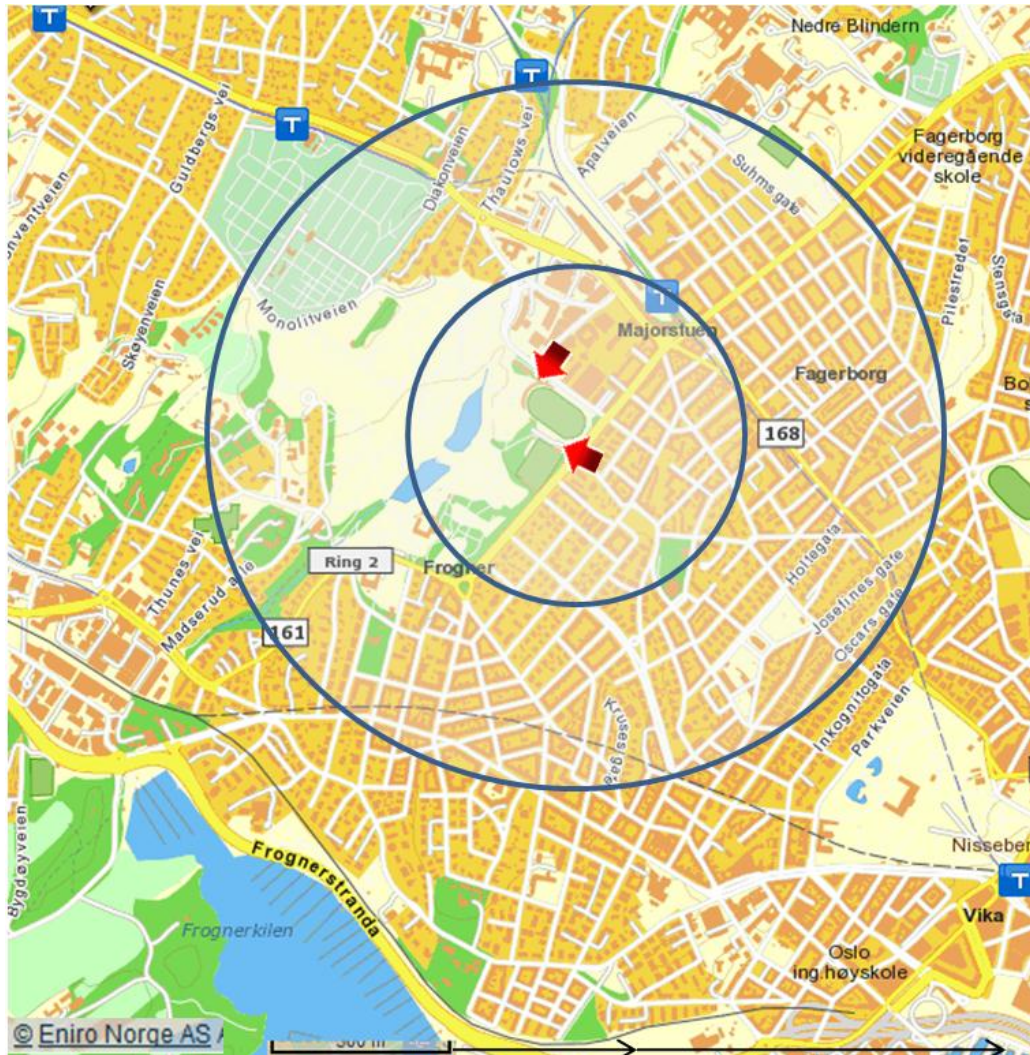 T
Nedre Blindern
T
T
Guldbergs vei
Diakonveien
Thaulows vei
Apalveien
Suhms gate
Fagerborg
videregående
skole
Skøyenveien
Monolitveien
T
Majorstuen
Pilestredet
Stensgata
Fagerborg
168
Ring 2
Frogner
Thunes vei
Madserud alle
161
Holtegata
Josefines gate
Oscars gate
Inkognitogata
Parkveien
Kruses gate
Bygdøyveien
Frognerstranda
Frognerkilen
T
Vika
Oslo
ing.høyskole
© Eniro Norge AS